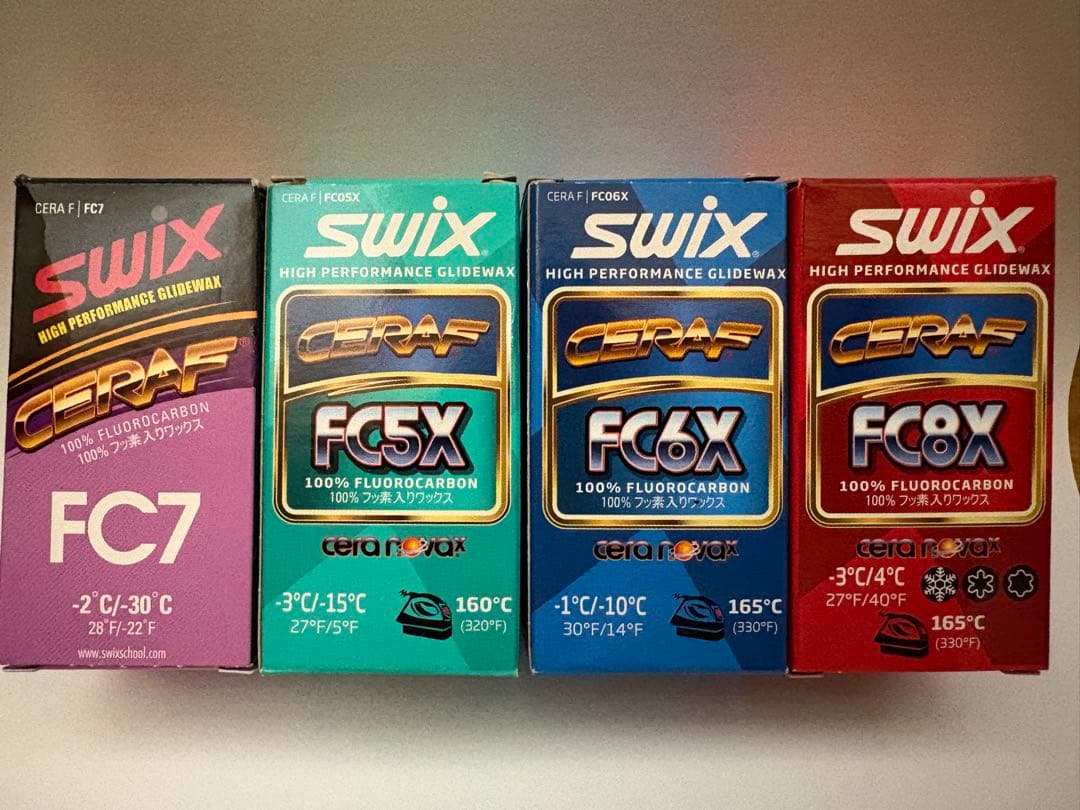 CERA F | FC7
SWIX
HIGH PERFORMANCE GLIDEWAX
CERAF®
100% FLUOROCARBON
100% フッ素入りワックス
FC7
-2°C/-30°C
28°F/-22°F
www.swixschool.com
CERA F | FC05X
SWIX®
HIGH PERFORMANCE GLIDEWAX
CERAF
FC5X
100% FLUOROCARBON
100% フッ素入りワックス
cera novax
-3°C/-15°C
27°F/5°F
160°C
(320°F)
CERA F | FC06X
SWIX®
HIGH PERFORMANCE GLIDEWAX
CERAF
FC6X
100% FLUOROCARBON
100% フッ素入りワックス
cera novax
-1°C/-10°C
30°F/14°F
165°C
(330°F)
SWIX®
HIGH PERFORMANCE GLIDEWAX
CERAF
FC8X
100% FLUOROCARBON
100% フッ素入りワックス
cera novax
-3°C/4°C
27°F/40°F
165°C
(330°F)